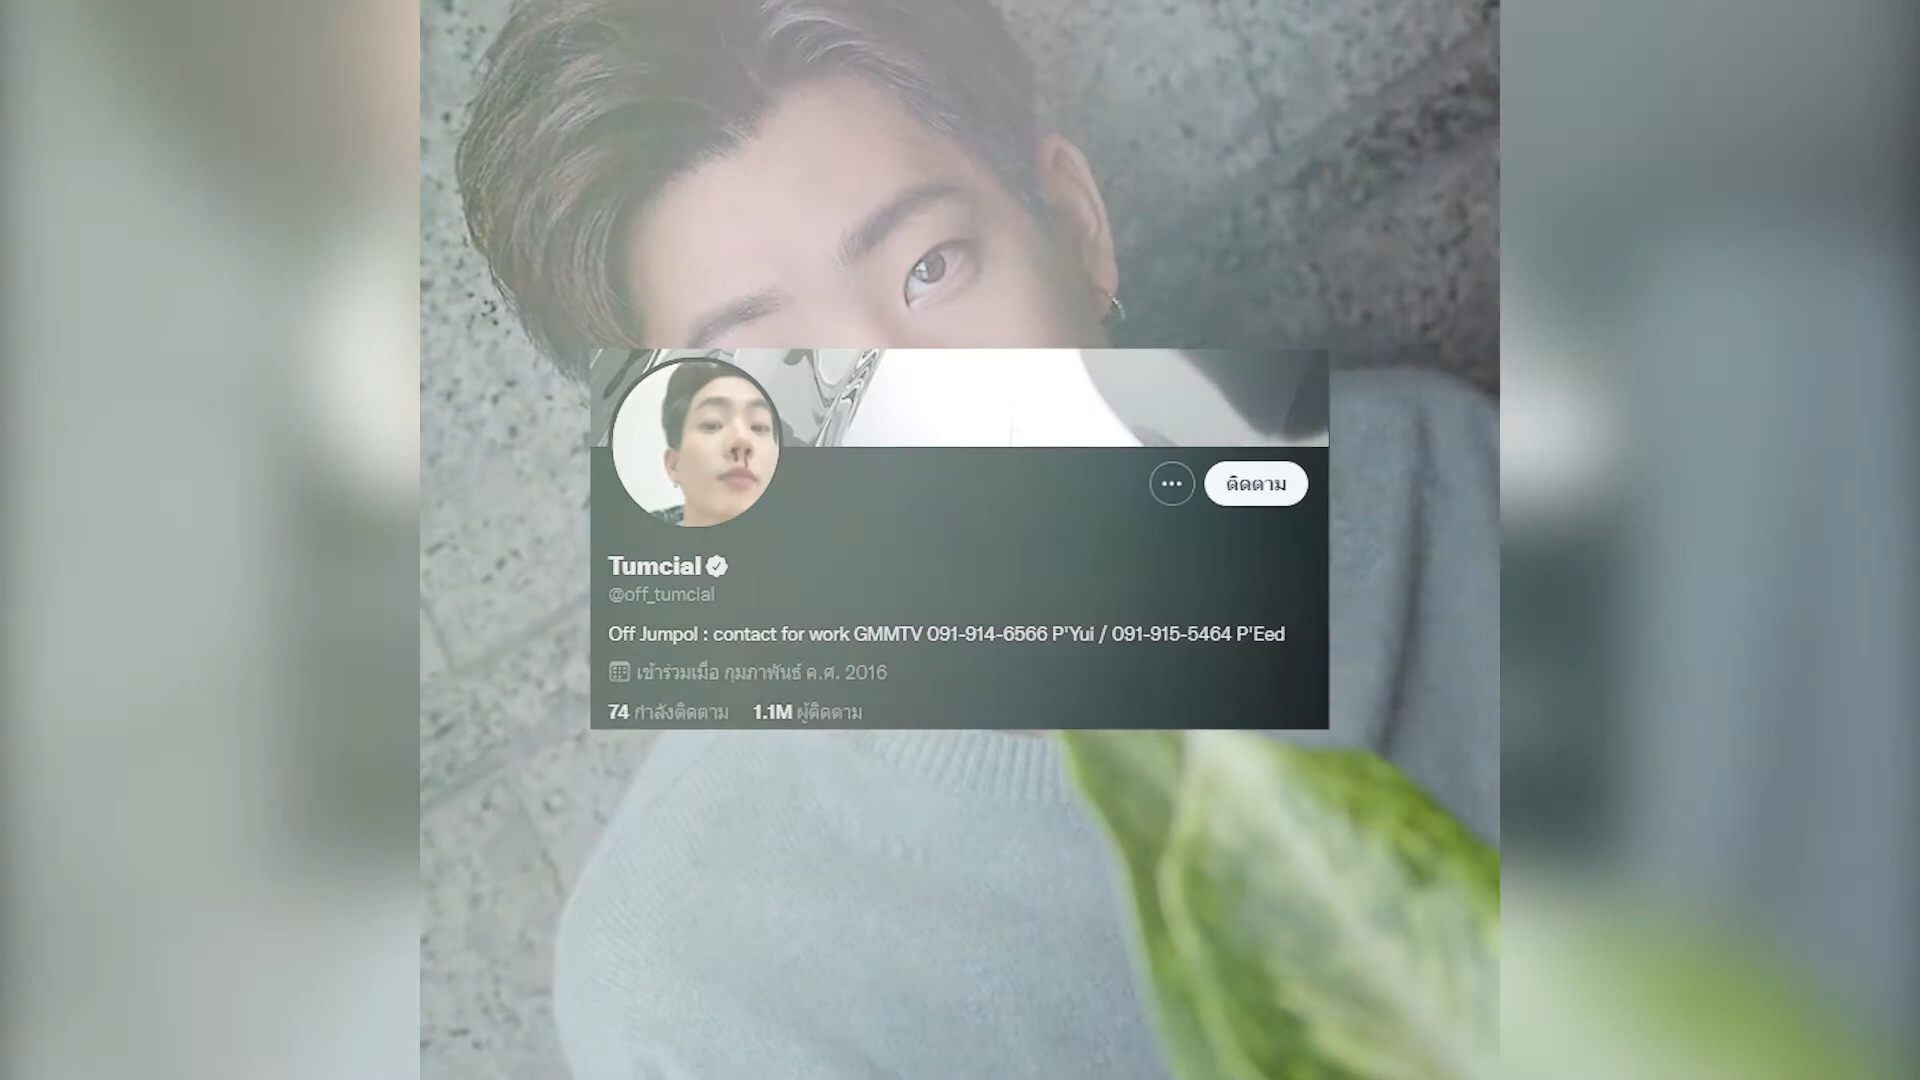 ติดตาม
Tumcial
@off_tumcial
Off Jumpol : contact for work GMMTV 091-914-6566 P'Yui / 091-915-5464 P'Eed
เข้าร่วมเมื่อ กุมภาพันธ์ ค.ศ. 2016
74 กำลังติดตาม 1.1M ผู้ติดตาม